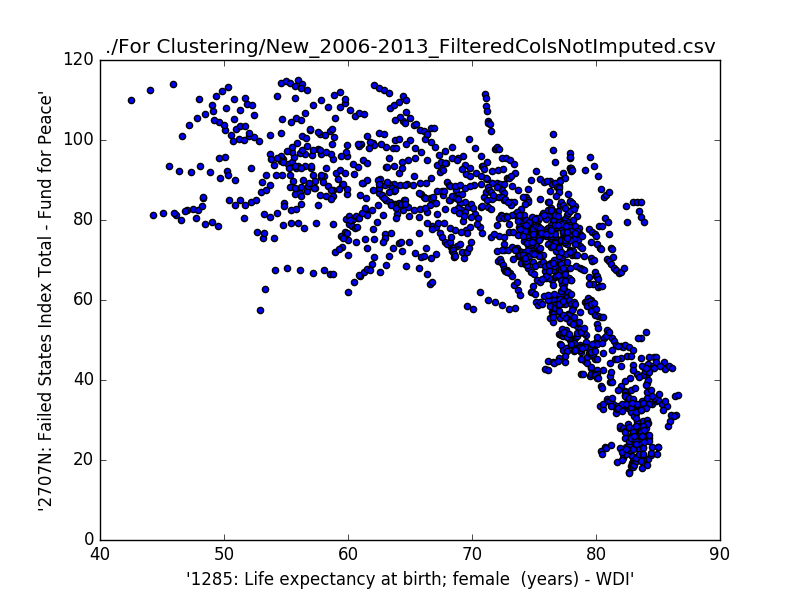 ./For Clustering/New_2006-2013_FilteredColsNotImputed.csv
120
100
80
60
40
20
0
'2707N: Failed States Index Total - Fund for Peace'
40 50 60 70 80 90
'1285: Life expectancy at birth; female  (years) - WDI'